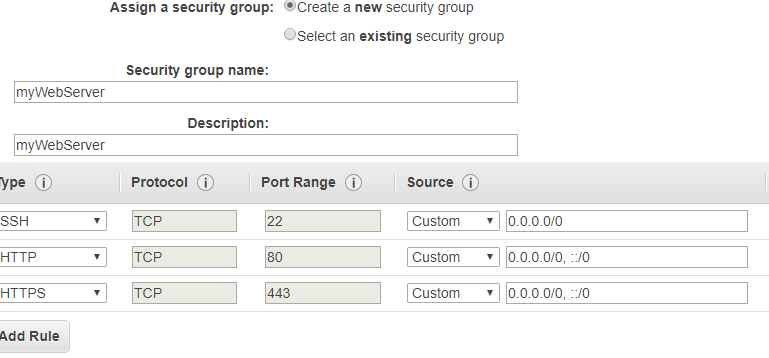 Assign a security group: Create a new security group
Select an existing security group
Security group name:
myWebServer
Description:
myWebServer
Type i Protocol i Port Range i Source i
SSH TCP 22 Custom 0.0.0.0/0
HTTP TCP 80 Custom 0.0.0.0/0, ::/0
HTTPS TCP 443 Custom 0.0.0.0/0, ::/0
Add Rule